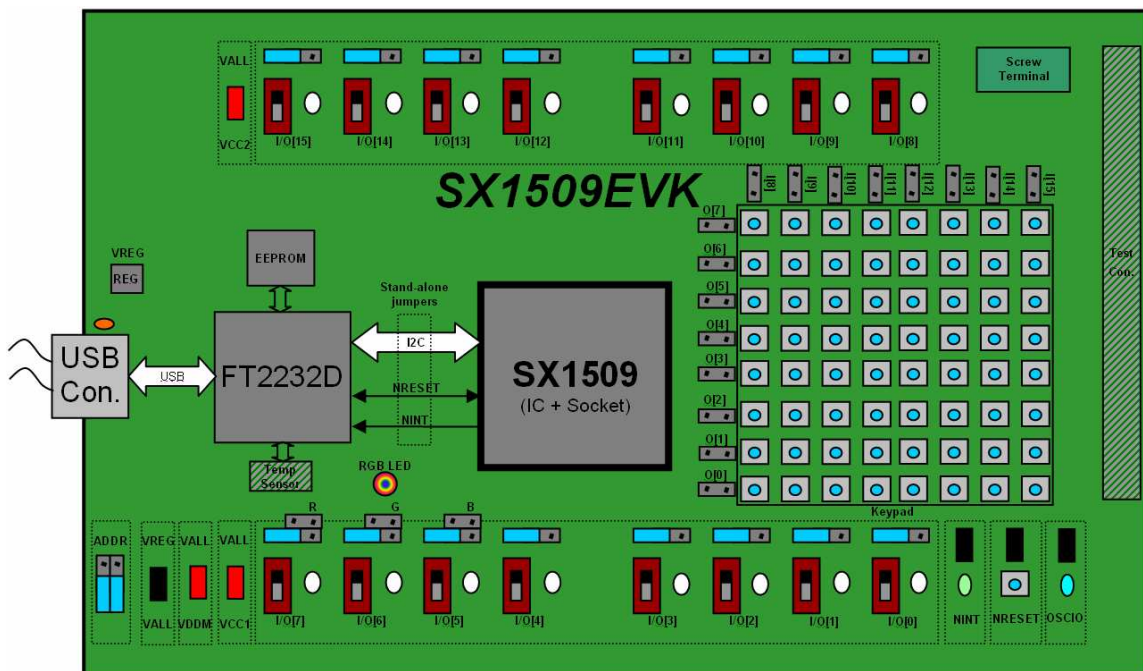 VALL
VCC2
I/O[15]
I/O[14]
I/O[13]
I/O[12]
I/O[11]
I/O[10]
I/O[9]
I/O[8]
Screw
Terminal
SX1509EVK
I[8]
I[9]
I[10]
I[11]
I[12]
I[13]
I[14]
I[15]
O[7]
O[6]
O[5]
O[4]
O[3]
O[2]
O[1]
O[0]
Keypad
Test
Con.
VREG
REG
EEPROM
Stand-alone
jumpers
USB
Con.
USB
FT2232D
I2C
NRESET
NINT
SX1509
(IC + Socket)
Temp
Sensor
RGB LED
R
G
B
ADDR
VREG
VALL
VALL
VDDM
VALL
VCC1
I/O[7]
I/O[6]
I/O[5]
I/O[4]
I/O[3]
I/O[2]
I/O[1]
I/O[0]
NINT
NRESET
OSCIO